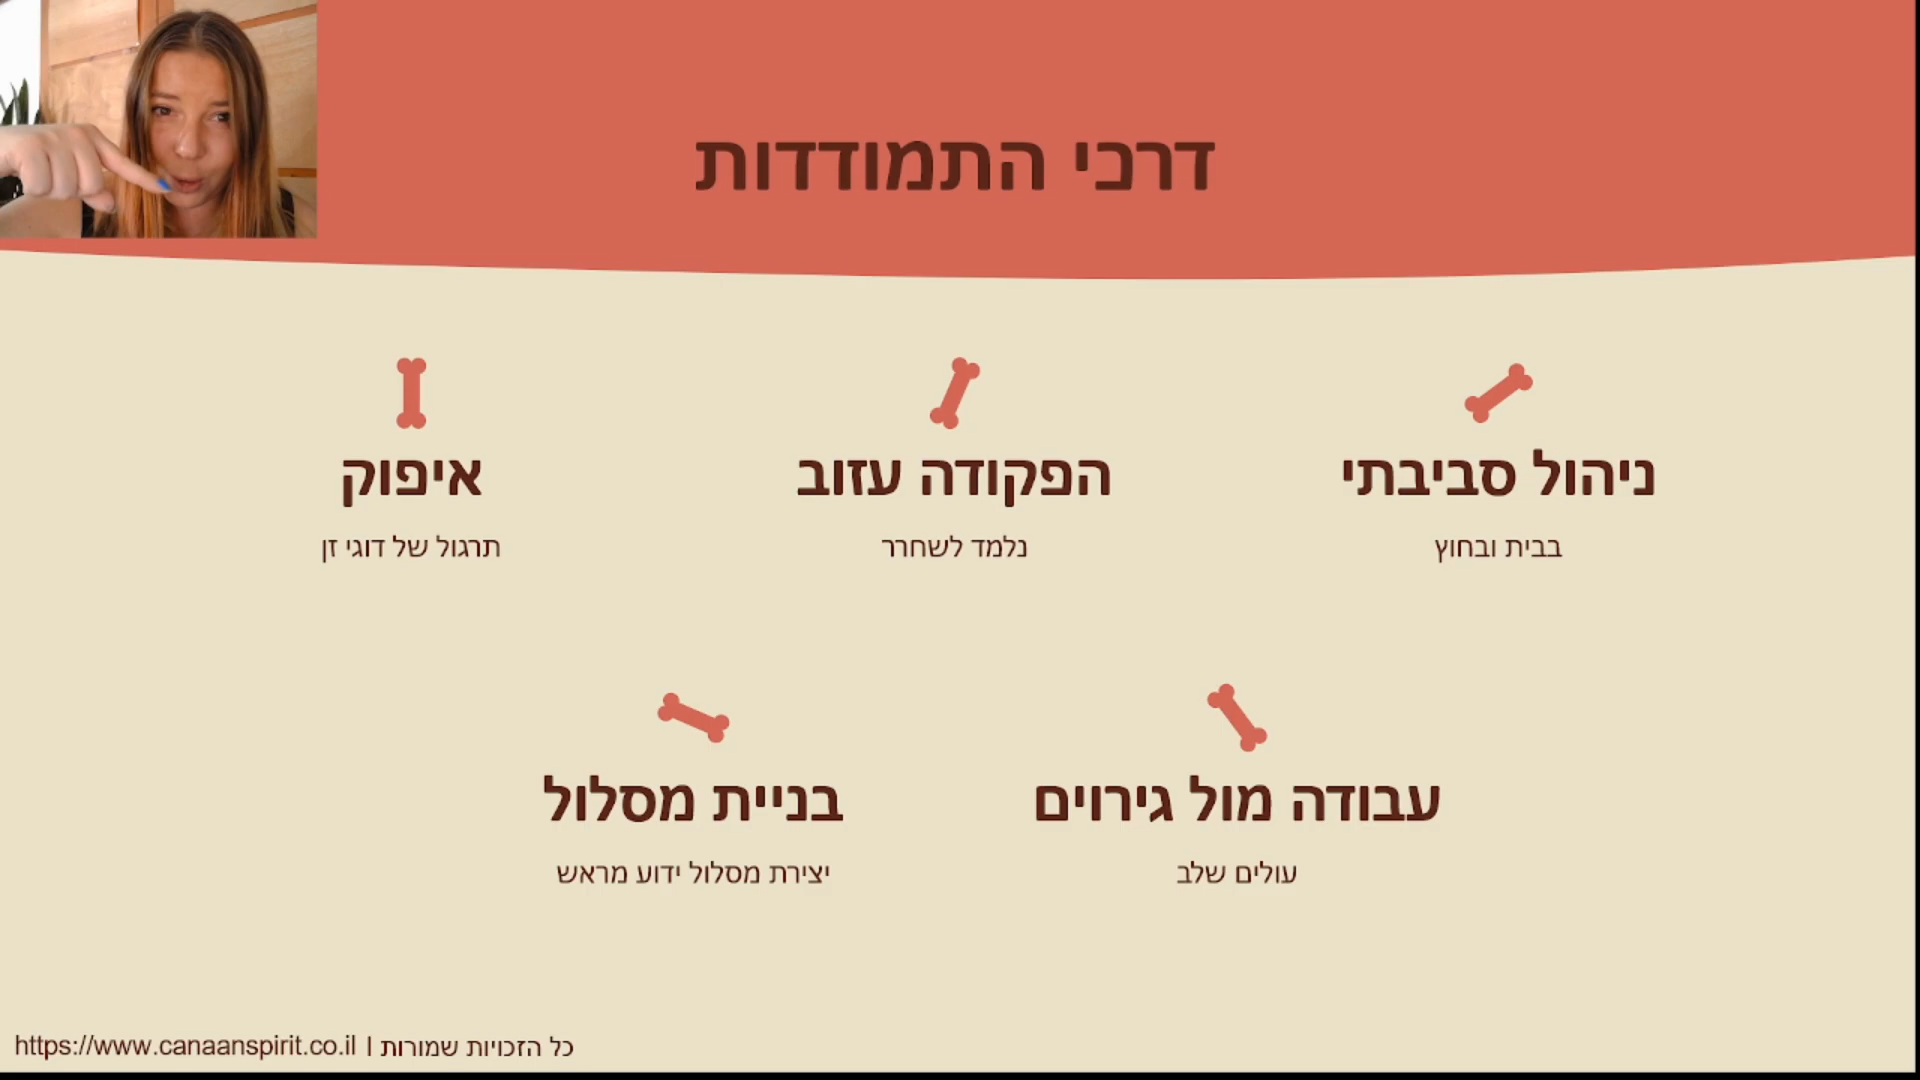 דרכי התמודדות
ניהול סביבתי
בבית ובחוץ
הפקודה עזוב
נלמד לשחרר
איפוק
תרגול של דוגי זן
עבודה מול גירוים
עולים שלב
בניית מסלול
יצירת מסלול ידוע מראש
כל הזכויות שמורות | https://www.canaanspirit.co.il